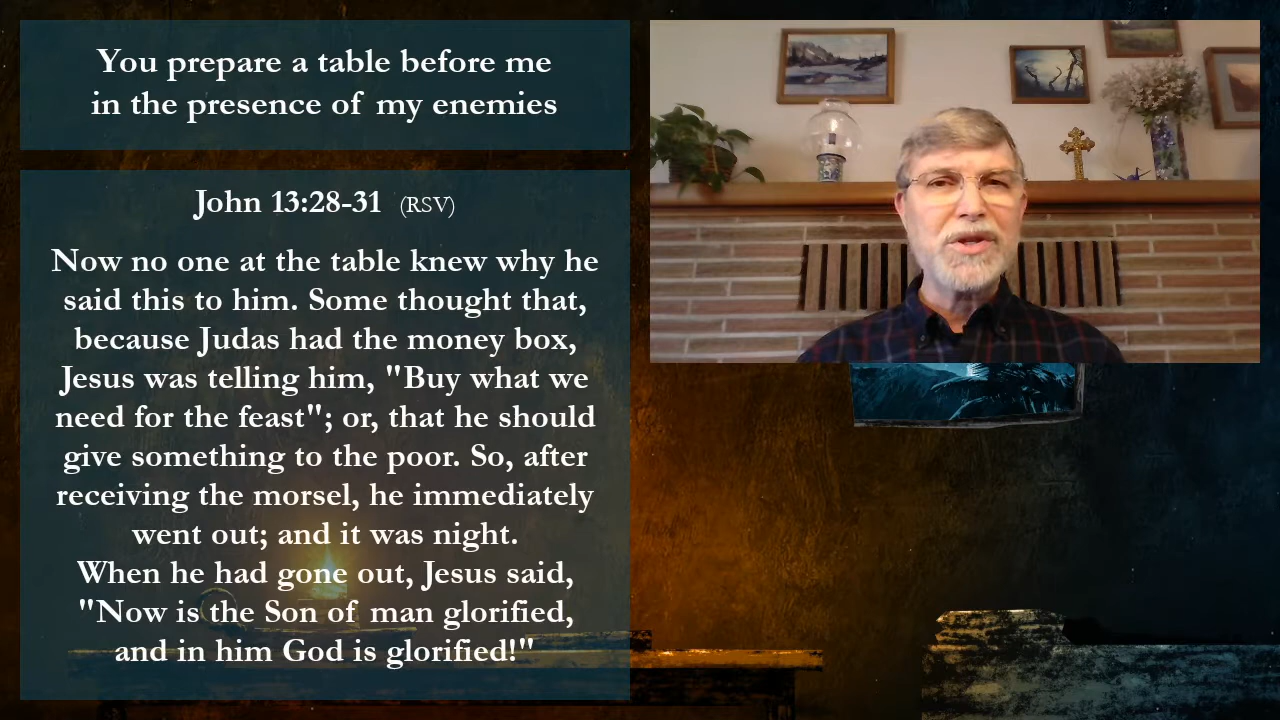 You prepare a table before me
in the presence of my enemies
John 13:28-31 (RSV)
Now no one at the table knew why he
said this to him. Some thought that,
because Judas had the money box,
Jesus was telling him, "Buy what we
need for the feast"; or, that he should
give something to the poor. So, after
receiving the morsel, he immediately
went out; and it was night.
When he had gone out, Jesus said,
"Now is the Son of man glorified,
and in him God is glorified!"